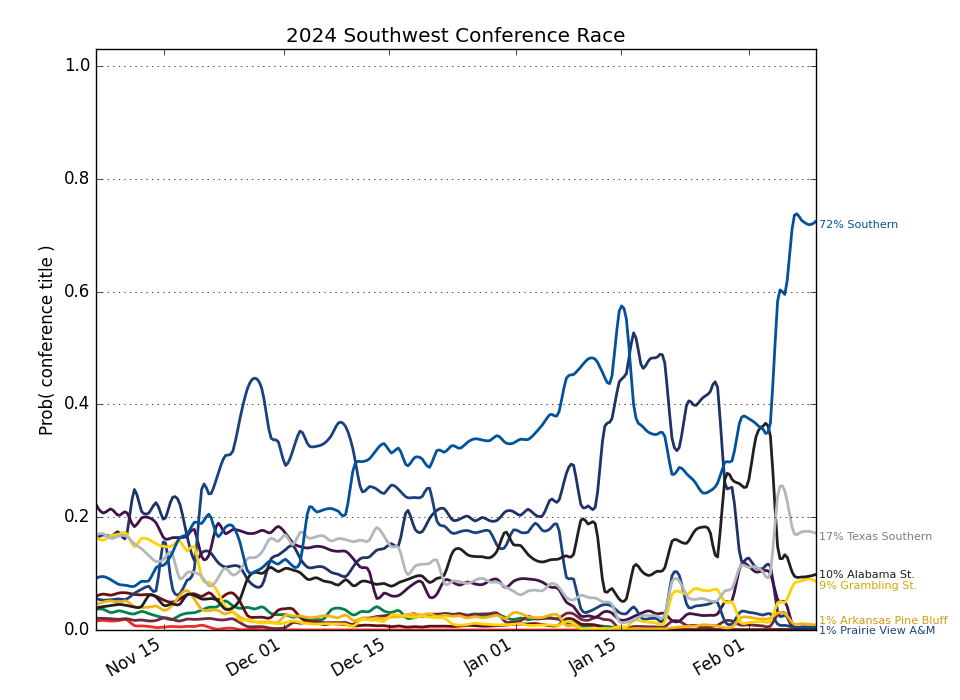 2024 Southwest Conference Race
1.0
0.8
0.6
0.4
0.2
0.0
Prob( conference title )
72% Southern
17% Texas Southern
10% Alabama St.
9% Grambling St.
1% Arkansas Pine Bluff
1% Prairie View A&M
Nov 15
Dec 01
Dec 15
Jan 01
Jan 15
Feb 01